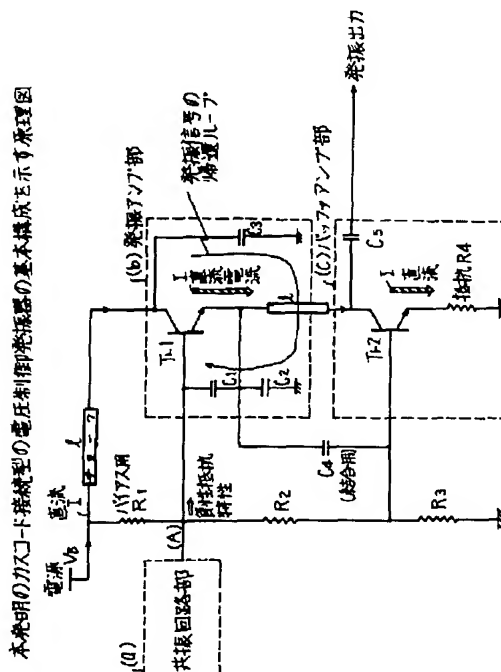 本発明のカスコード接続型の電圧制御発振器の基本構成を示す原理図
電源 VB
直流
I
チョーク
l
バイアス用
R1
(A)
負性抵抗
特性
(a)
共振回路部
(b)発振アンプ部
Tr1
I
直流電流
C3
発振信号の
帰還ループ
C1
C2
l
R2
C4
(結合用)
R3
(C)バッファアンプ部
C5
発振出力
Tr2
I
直流
抵抗R4